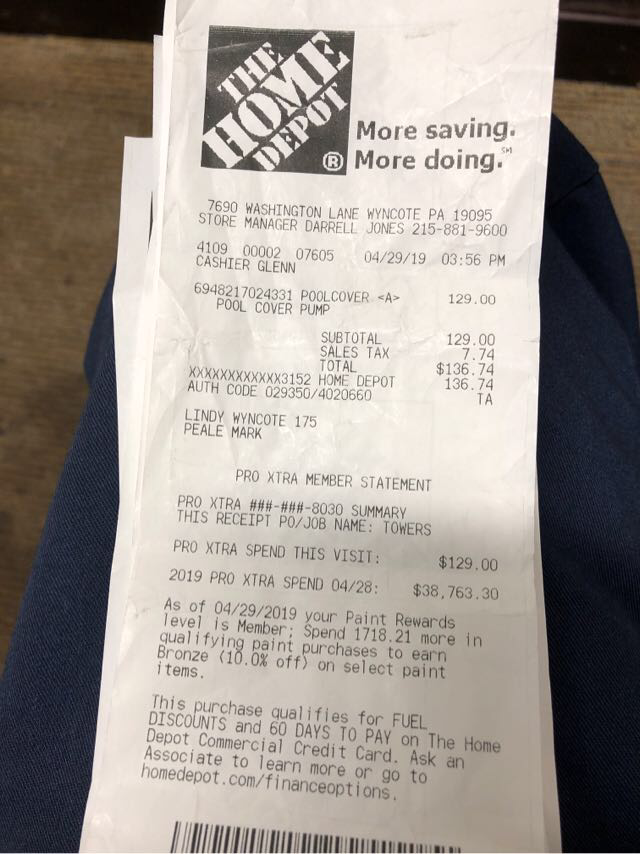 THE
HOME
DEPOT
®
More saving.
More doing.℠
7690 WASHINGTON LANE WYNCOTE PA 19095
STORE MANAGER DARRELL JONES 215-881-9600
4109 00002 07605 04/29/19 03:56 PM
CASHIER GLENN
6948217024331 POOLCOVER <A> 129.00
POOL COVER PUMP
SUBTOTAL 129.00
SALES TAX 7.74
TOTAL $136.74
XXXXXXXXXXXX3152 HOME DEPOT 136.74
AUTH CODE 029350/4020660 TA
LINDY WYNCOTE 175
PEALE MARK
PRO XTRA MEMBER STATEMENT
PRO XTRA ###-###-8030 SUMMARY
THIS RECEIPT PO/JOB NAME: TOWERS
PRO XTRA SPEND THIS VISIT: $129.00
2019 PRO XTRA SPEND 04/28: $38,763.30
As of 04/29/2019 your Paint Rewards
level is Member; Spend 1718.21 more in
qualifying paint purchases to earn
Bronze (10.0% off) on select paint
items.
This purchase qualifies for FUEL
DISCOUNTS and 60 DAYS TO PAY on The Home
Depot Commercial Credit Card. Ask an
Associate to learn more or go to
homedepot.com/financeoptions.